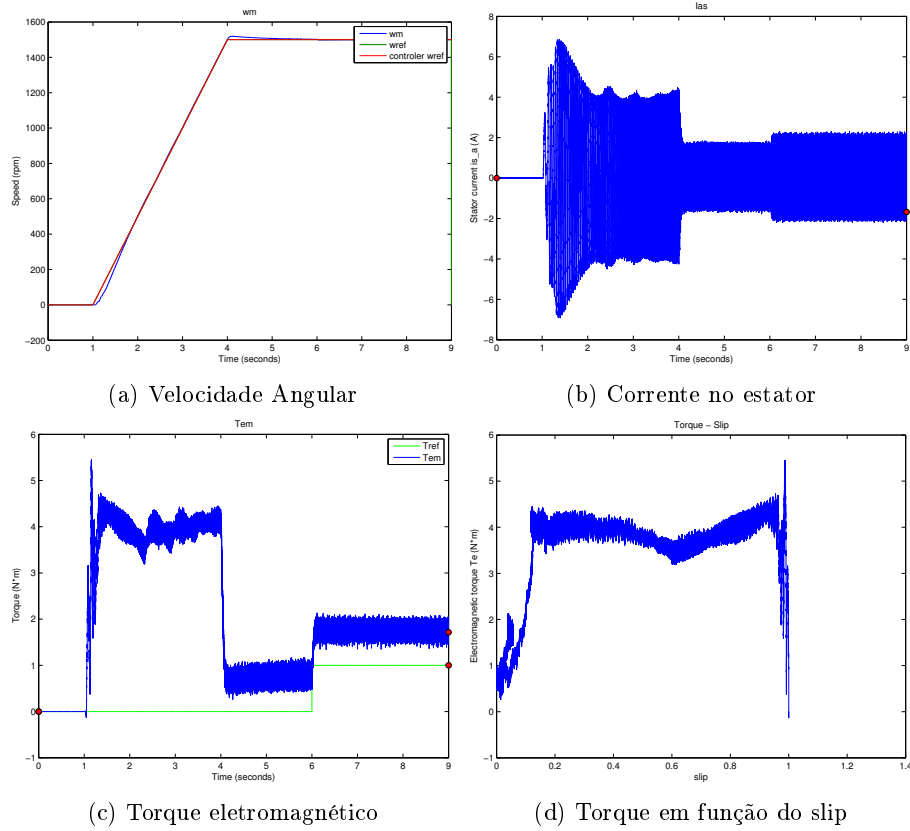 wm
1600
1400
1200
1000
800
600
400
200
0
−200
0 1 2 3 4 5 6 7 8 9
Speed (rpm)
Time (seconds)
wm
wref
controler wref
(a) Velocidade Angular
Ias
8
6
4
2
0
−2
−4
−6
−8
0 1 2 3 4 5 6 7 8 9
Stator current is_a (A)
Time (seconds)
(b) Corrente no estator
Tem
6
5
4
3
2
1
0
−1
0 1 2 3 4 5 6 7 8 9
Torque (N*m)
Time (seconds)
Tref
Tem
(c) Torque eletromagnético
Torque − Slip
6
5
4
3
2
1
0
−1
0 0.2 0.4 0.6 0.8 1 1.2 1.4
Electromagnetic torque Te (N*m)
slip
(d) Torque em função do slip